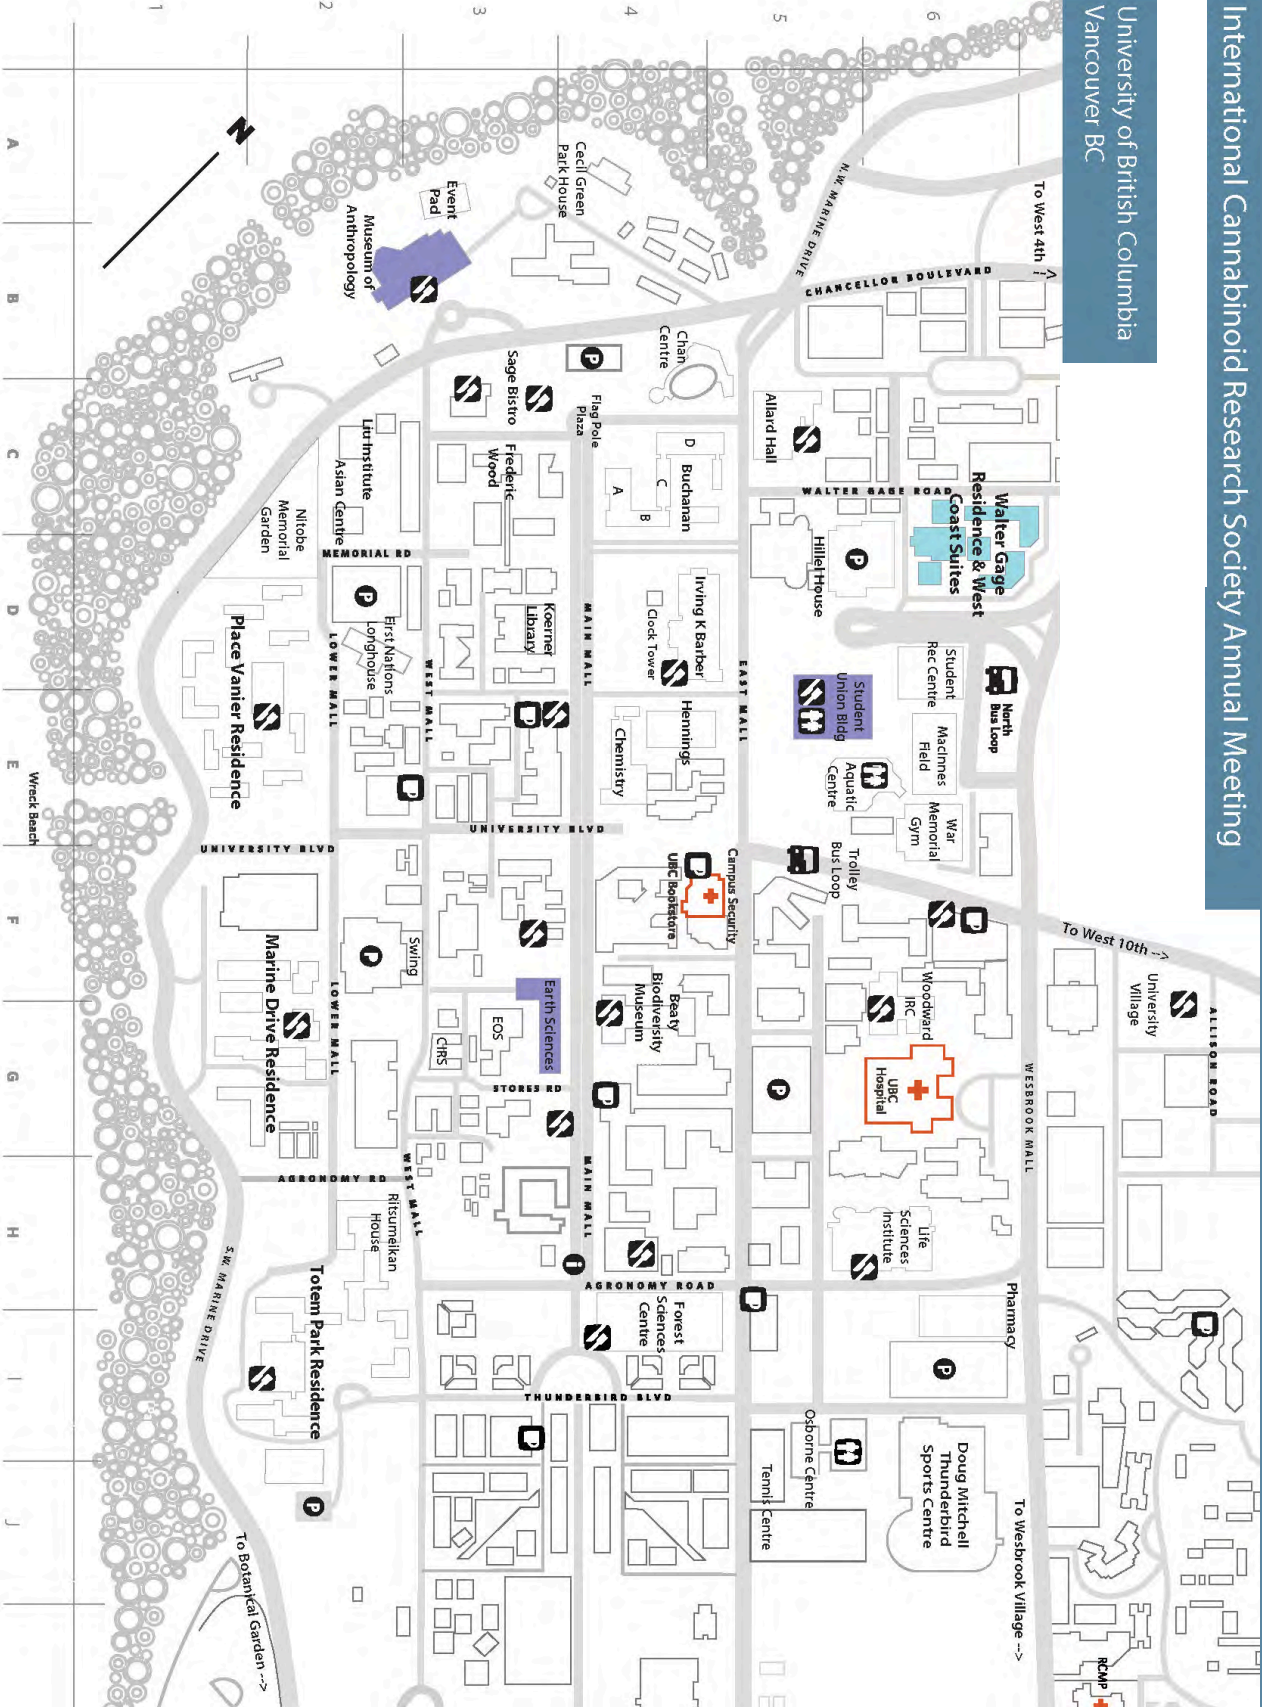 International Cannabinoid Research Society Annual Meeting
University of British Columbia
Vancouver BC
1
2
3
4
5
6
A
B
C
D
E
F
G
H
I
J
N
To West 4th -->
N.W. MARINE DRIVE
CHANCELLOR BOULEVARD
Cecil Green
Park House
Event
Pad
Museum of
Anthropology
Chan
Centre
P
Sage Bistro
Flag Pole
Plaza
Allard Hall
WALTER GAGE ROAD
Walter Gage
Residence & West
Coast Suites
Liu Institute
Asian Centre
Frederic
Wood
D
Buchanan
C
A
B
Nitobe
Memorial
Garden
MEMORIAL RD
Hillel House
P
P
Koerner
Library
MAIN MALL
Irving K Barber
Clock Tower
First Nations
Longhouse
LOWER MALL
WEST MALL
EAST MALL
Place Vanier Residence
Student
Union Bldg
Student
Rec Centre
North
Bus Loop
MacInnes
Field
Hennings
Chemistry
Aquatic
Centre
War
Memorial
Gym
Wreck Beach
UNIVERSITY BLVD
UNIVERSITY BLVD
Trolley
Bus Loop
Campus Security
UBC Bookstore
To West 10th -->
Swing
P
Marine Drive Residence
LOWER MALL
Earth Sciences
EOS
CIRS
Beaty
Biodiversity
Museum
Woodward
IRC
University
Village
ALLISON ROAD
UBC
Hospital
P
STORES RD
WESBROOK MALL
AGRONOMY RD
WEST MALL
MAIN MALL
Ritsumeikan
House
Life
Sciences
Institute
i
AGRONOMY ROAD
S.W. MARINE DRIVE
Totem Park Residence
Forest
Sciences
Centre
Pharmacy
P
THUNDERBIRD BLVD
Osborne Centre
Tennis Centre
Doug Mitchell
Thunderbird
Sports Centre
P
To Botanical Garden -->
To Wesbrook Village -->
RCMP